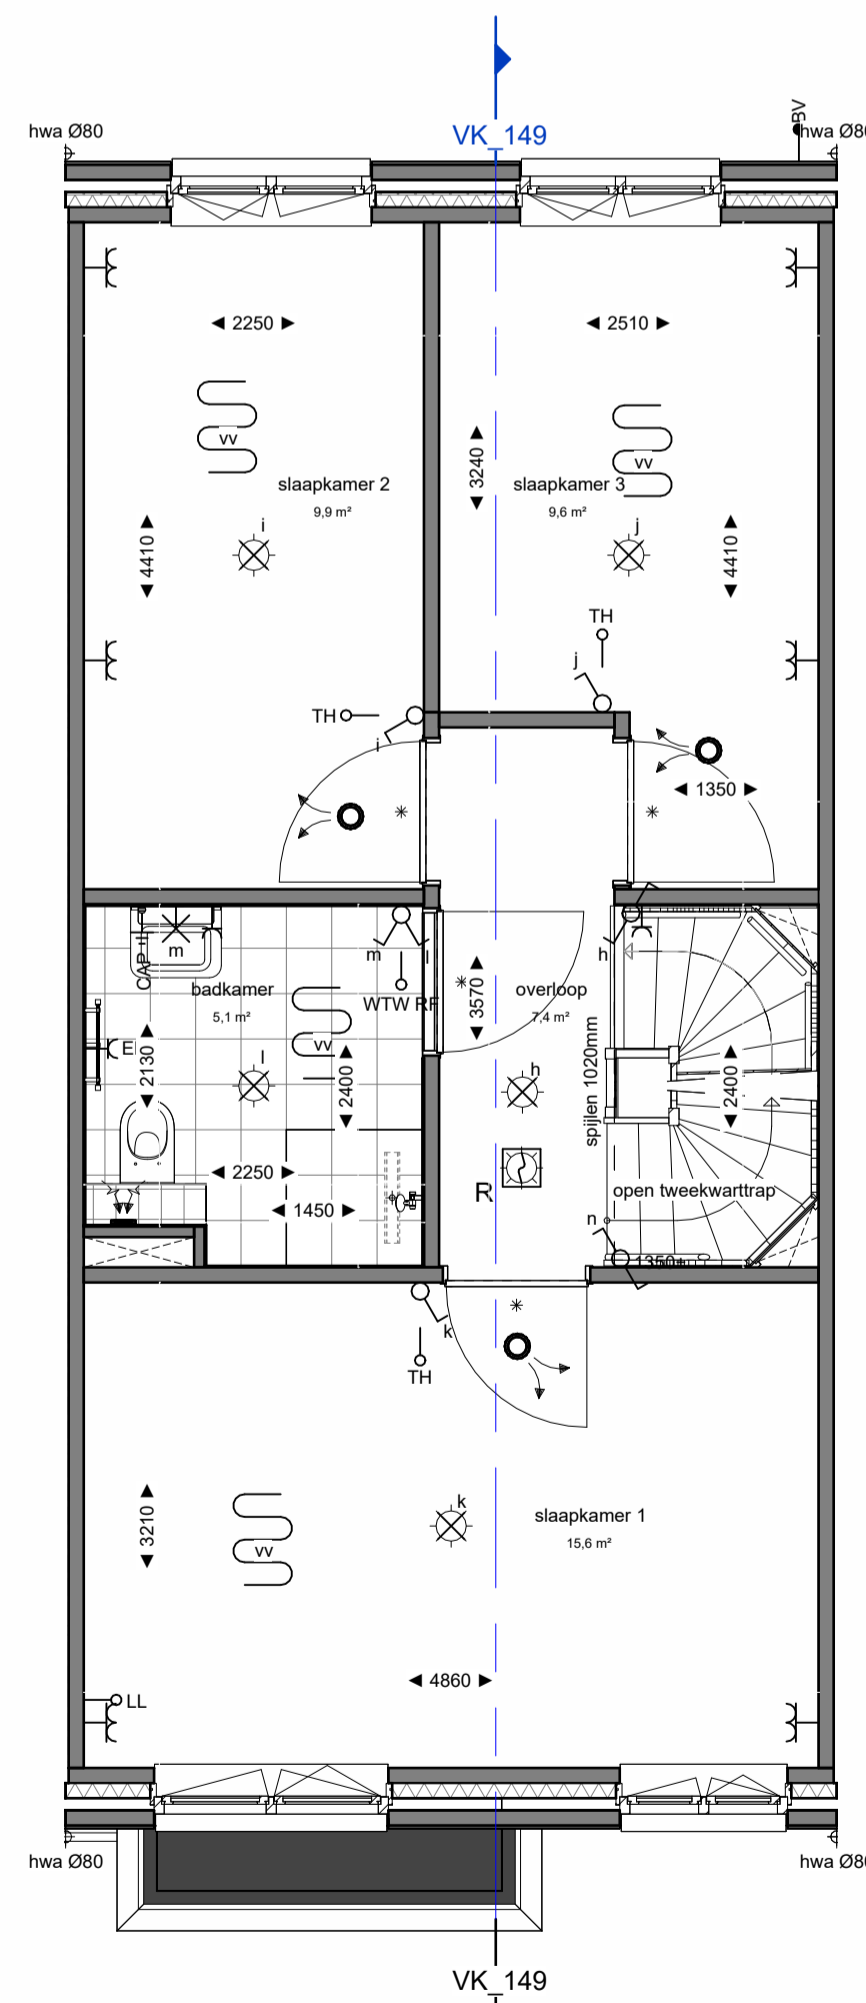 VK_149
hwa Ø80
BV
hwa Ø80
2250
2510
vv
vv
3240
slaapkamer 2
9,9 m²
slaapkamer 3
9,6 m²
i
j
4410
4410
TH
j
TH
i
1350
*
*
m
CAP
m
l
h
badkamer
5,1 m²
WTW RF
*
3570
overloop
7,4 m²
E
2130
vv
l
2400
h
spijlen 1020mm
2400
2250
1450
R
open tweekwarttrap
n
1350+
k
TH
*
3210
vv
k
slaapkamer 1
15,6 m²
4860
LL
hwa Ø80
hwa Ø80
VK_149